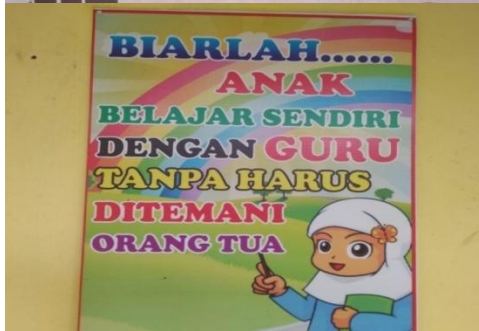 BIARLAH......
ANAK
BELAJAR SENDIRI
DENGAN GURU
TANPA HARUS
DITEMANI
ORANG TUA